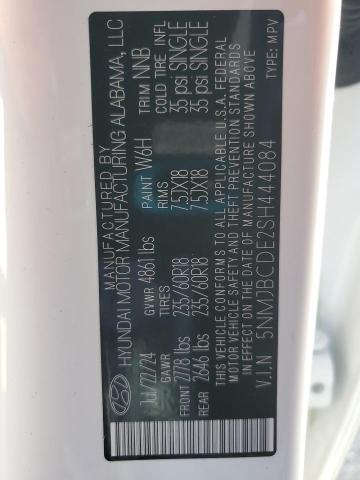 MANUFACTURED BY
HYUNDAI MOTOR MANUFACTURING ALABAMA, LLC
Jul/27/24 GVWR 4861 lbs PAINT W6H TRIM NNB
GAWR TIRES RIMS COLD TIRE INFL
FRONT 2778 lbs 235/60R18 7.5JX18 35 psi SINGLE
REAR 2646 lbs 235/60R18 7.5JX18 35 psi SINGLE
THIS VEHICLE CONFORMS TO ALL APPLICABLE U.S.A. FEDERAL
MOTOR VEHICLE SAFETY AND THEFT PREVENTION STANDARDS
IN EFFECT ON THE DATE OF MANUFACTURE SHOWN ABOVE
V.I.N 5NMJBCDE2SH444084 TYPE: MPV